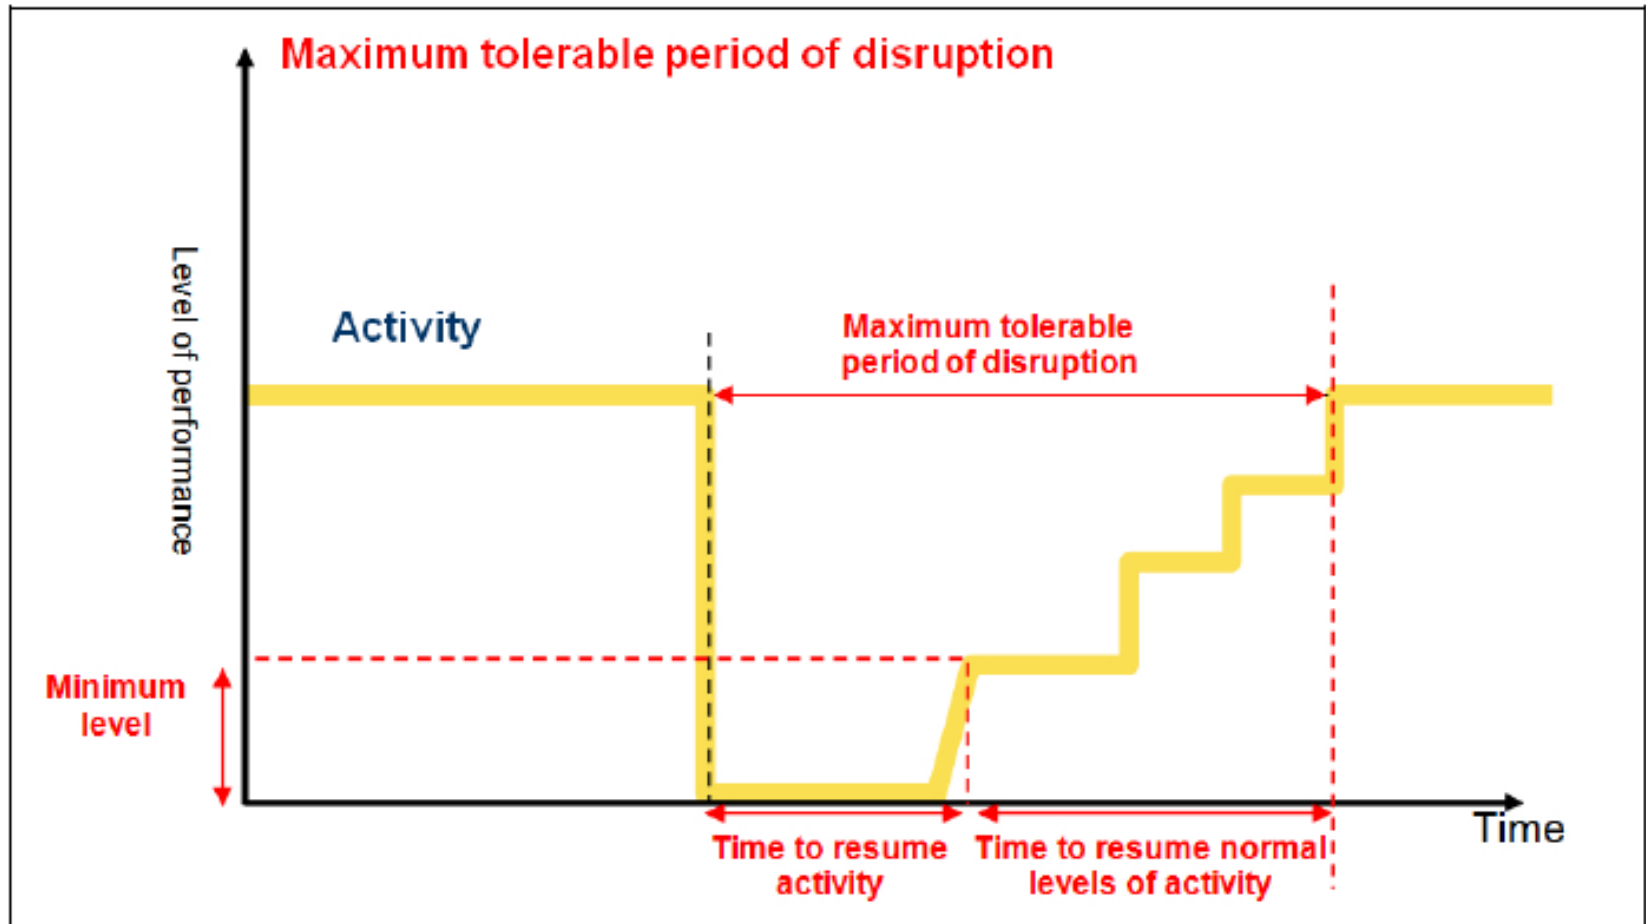 Maximum tolerable period of disruption
Level of performance
Activity
Maximum tolerable
period of disruption
Minimum
level
Time
Time to resume
activity
Time to resume normal
levels of activity